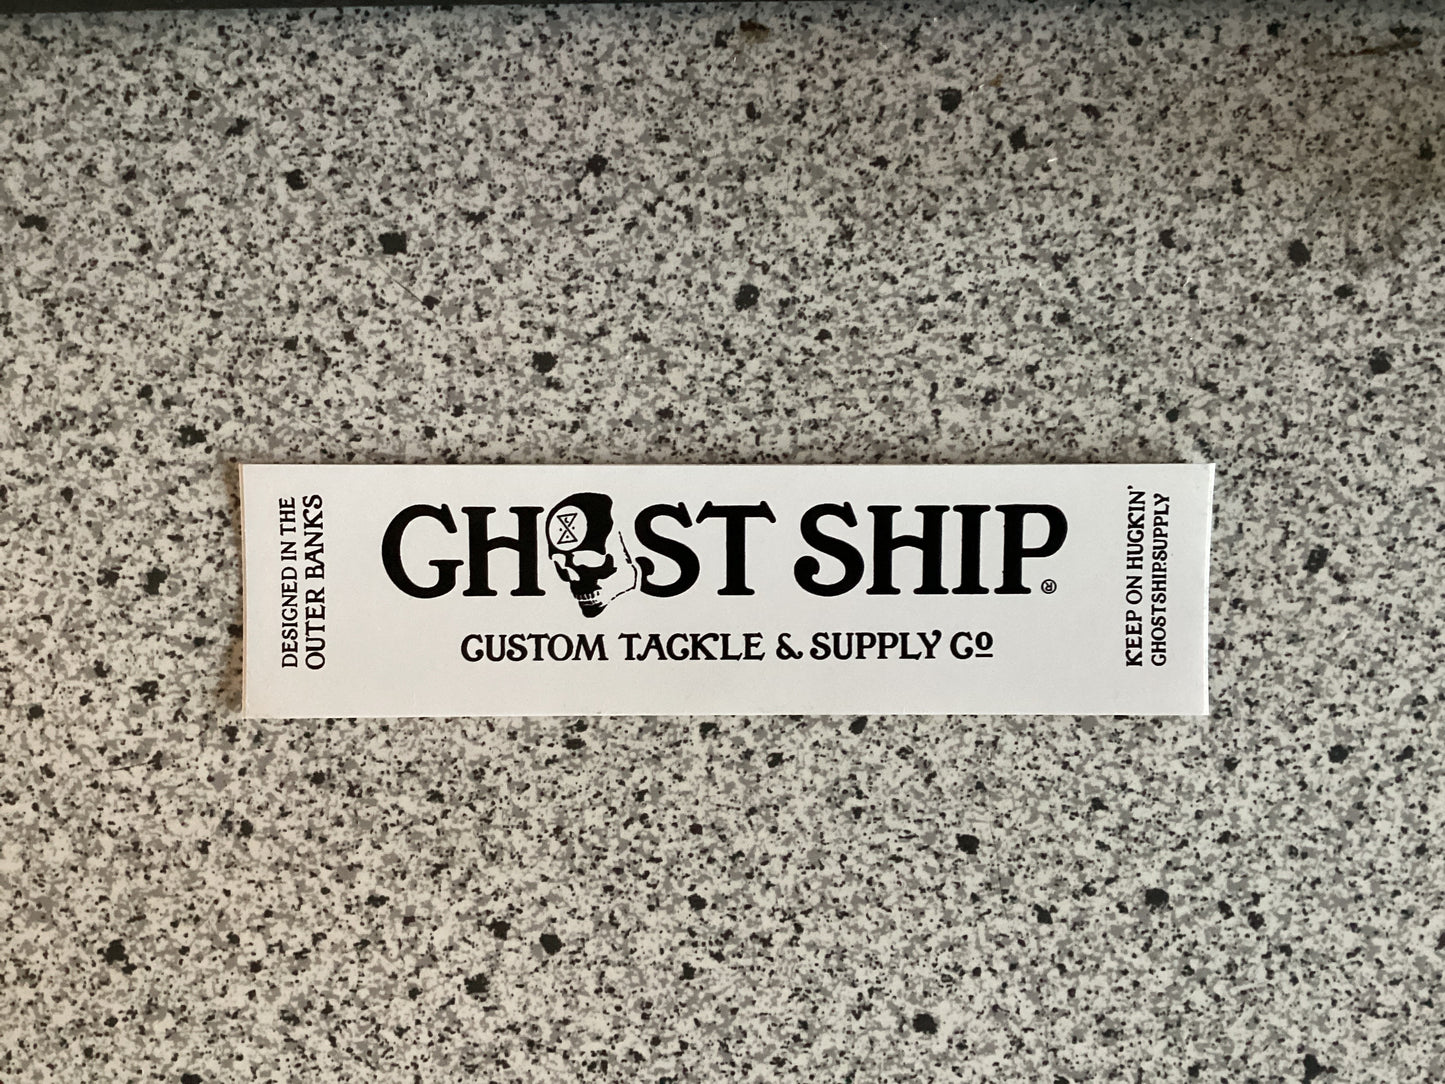 DESIGNED IN THE
OUTER BANKS
GHOST SHIP®
CUSTOM TACKLE & SUPPLY Cº
KEEP ON HUCKIN'
GHOSTSHIP.SUPPLY